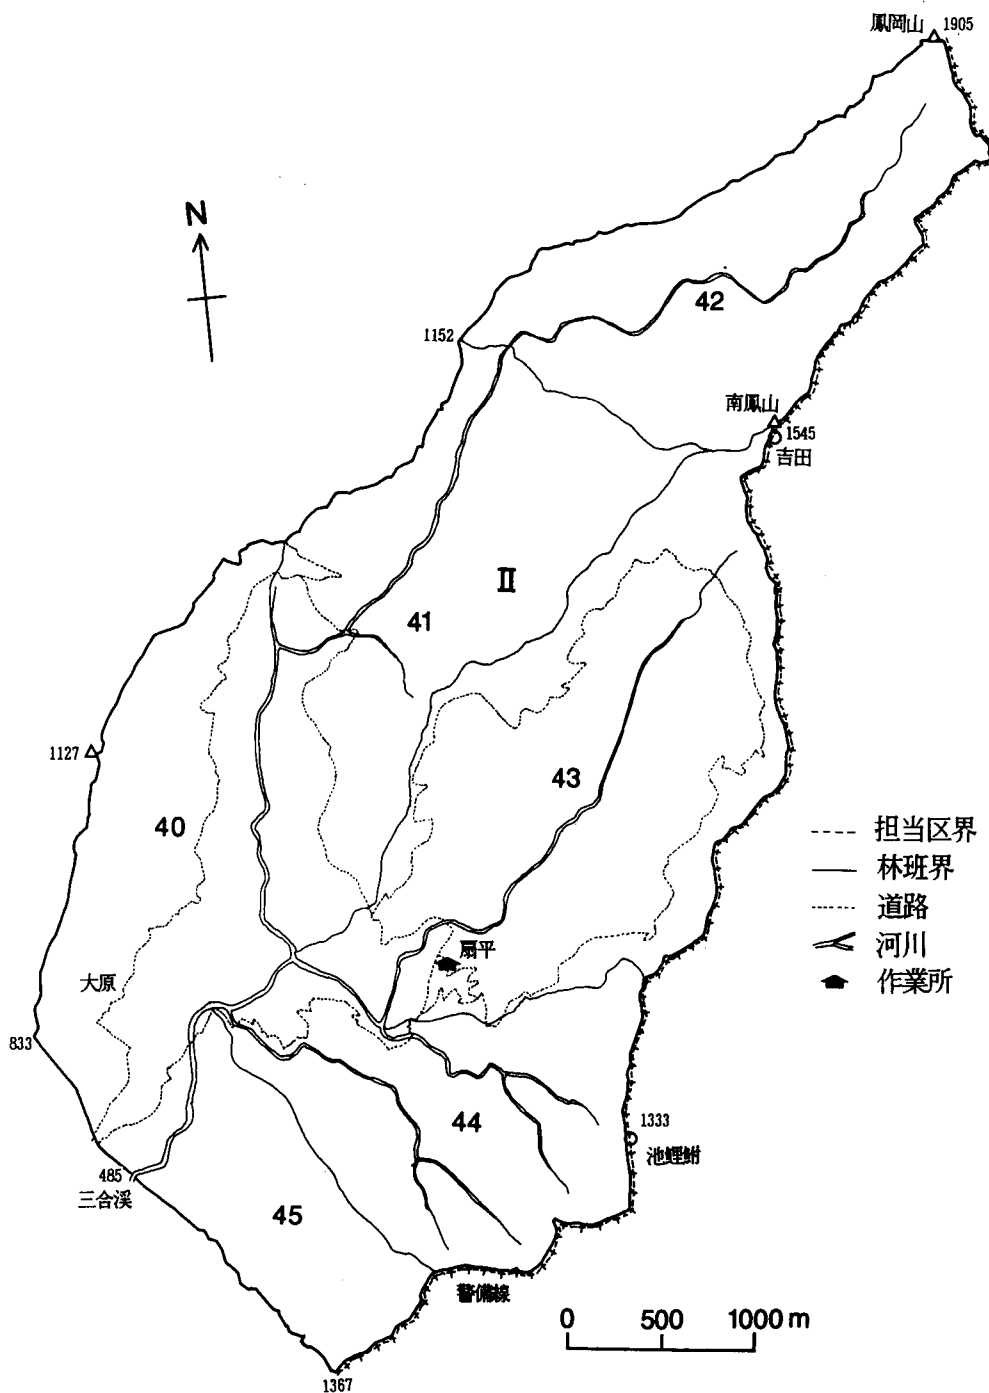 鳳岡山 1905
N
42
1152
南鳳山
1545
吉田
II
41
43
1127
40
担当区界
林班界
道路
河川
作業所
扇平
大原
833
44
1333
池鯉鮒
485
三合渓
45
警備線
0 500 1000 m
1367